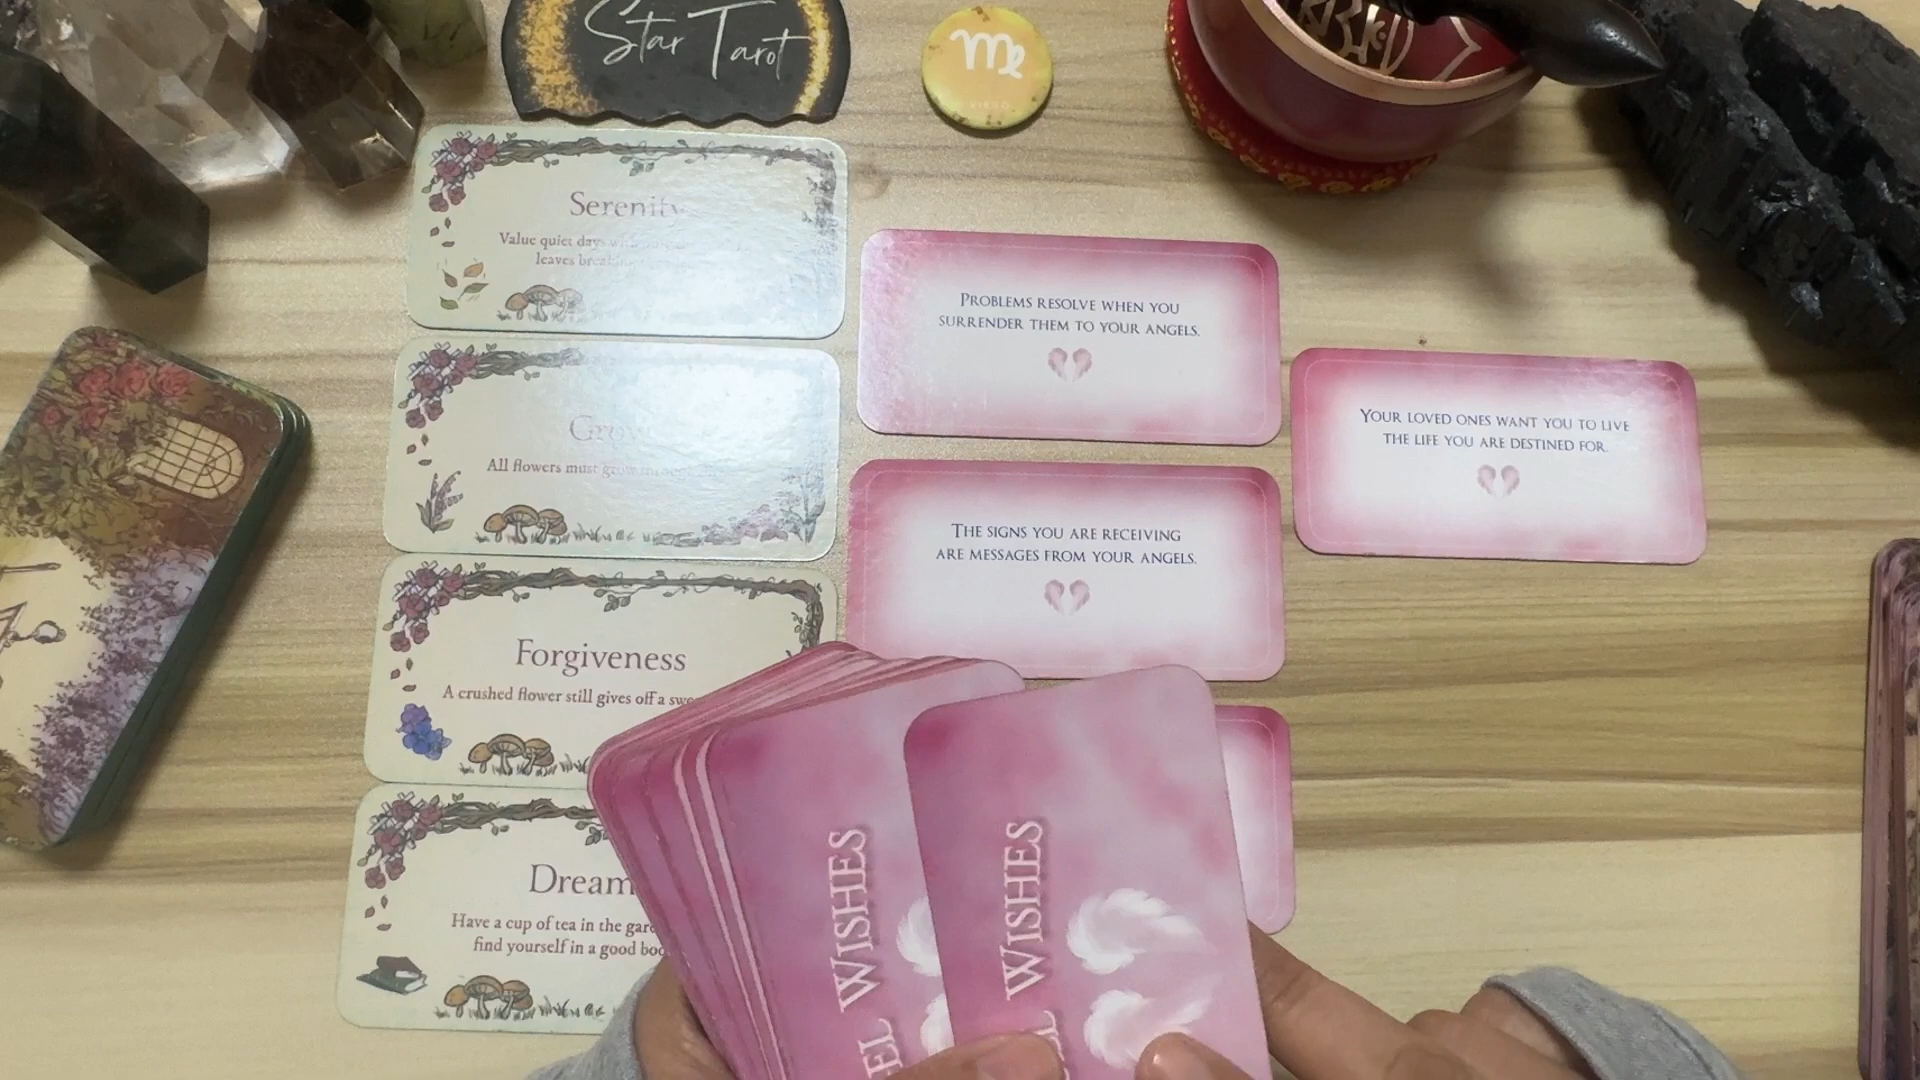 Star Tarot
VIRGO
Serenity
Value quiet days
leaves
Grow
All flowers must grow
Forgiveness
A crushed flower still gives off a
Dream
Have a cup of tea in the
find yourself in a good
PROBLEMS RESOLVE WHEN YOU
SURRENDER THEM TO YOUR ANGELS.
THE SIGNS YOU ARE RECEIVING
ARE MESSAGES FROM YOUR ANGELS.
YOUR LOVED ONES WANT YOU TO LIVE
THE LIFE YOU ARE DESTINED FOR.
WISHES
WISHES